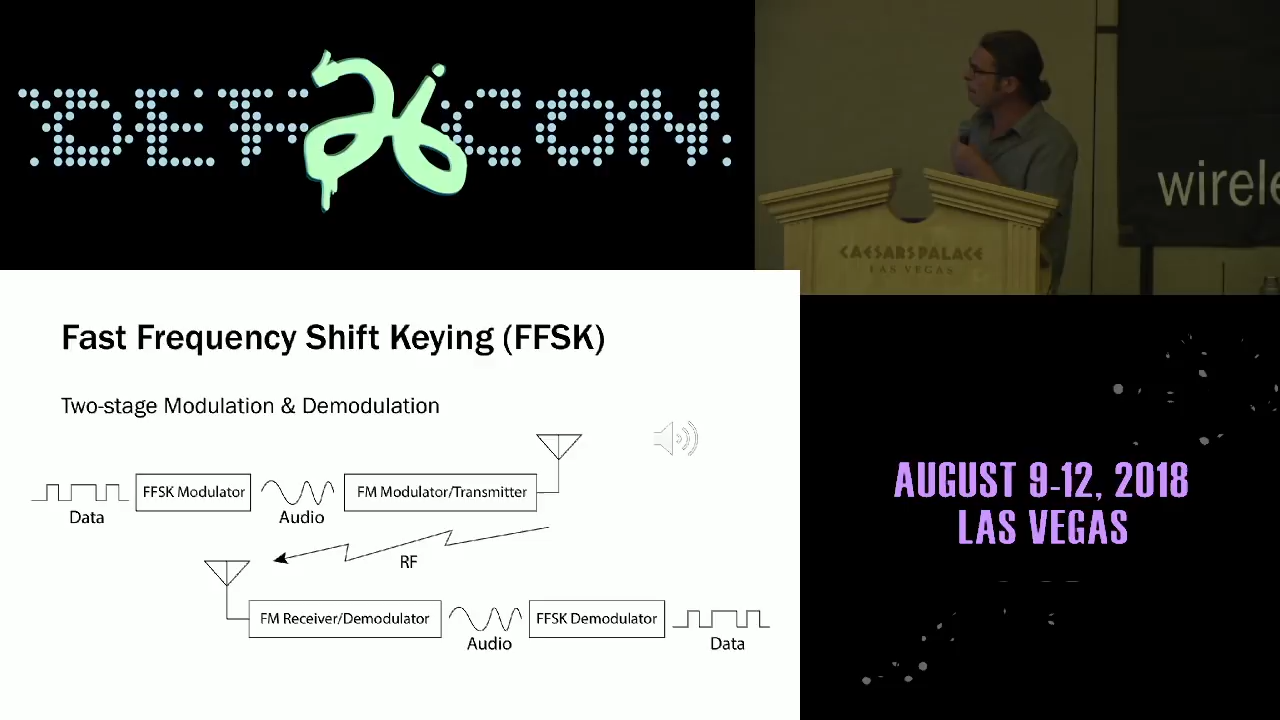 DEF CON
26
CAESARS PALACE
LAS VEGAS
wirele
Fast Frequency Shift Keying (FFSK)
Two-stage Modulation & Demodulation
FFSK Modulator
FM Modulator/Transmitter
Data
Audio
RF
FM Receiver/Demodulator
FFSK Demodulator
Audio
Data
AUGUST 9-12, 2018
LAS VEGAS